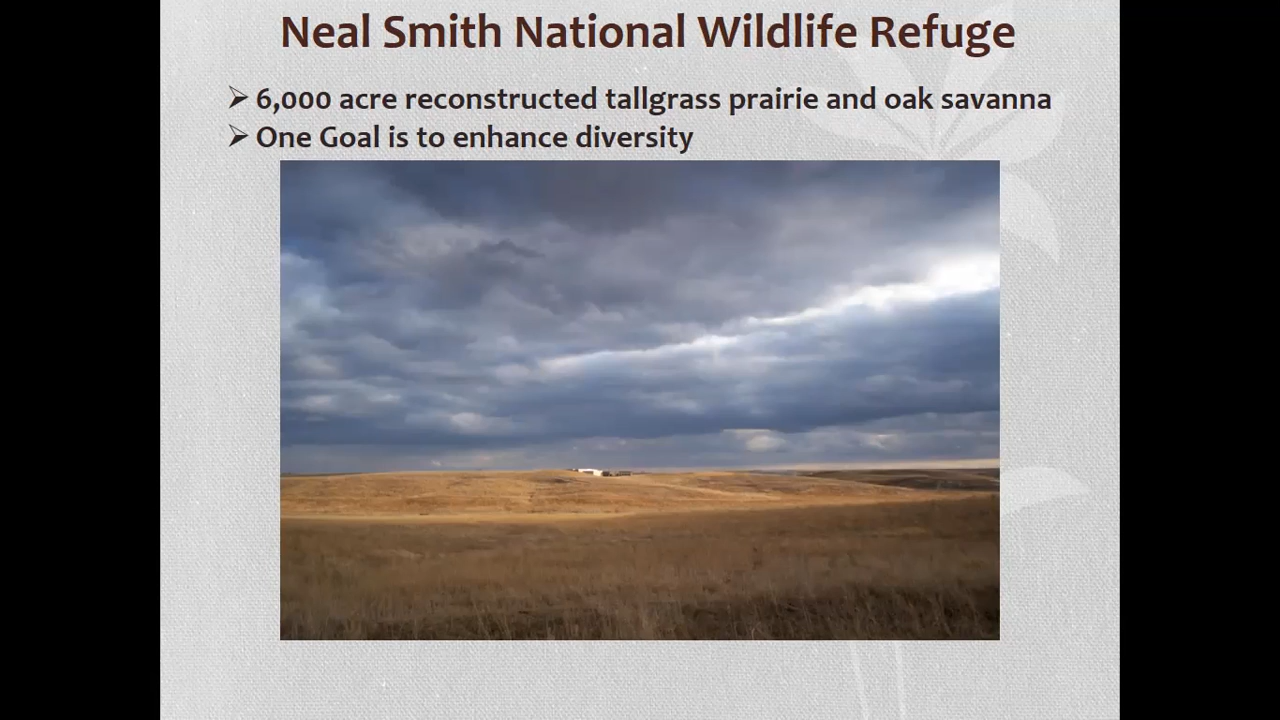 Neal Smith National Wildlife Refuge
➢ 6,000 acre reconstructed tallgrass prairie and oak savanna
➢ One Goal is to enhance diversity